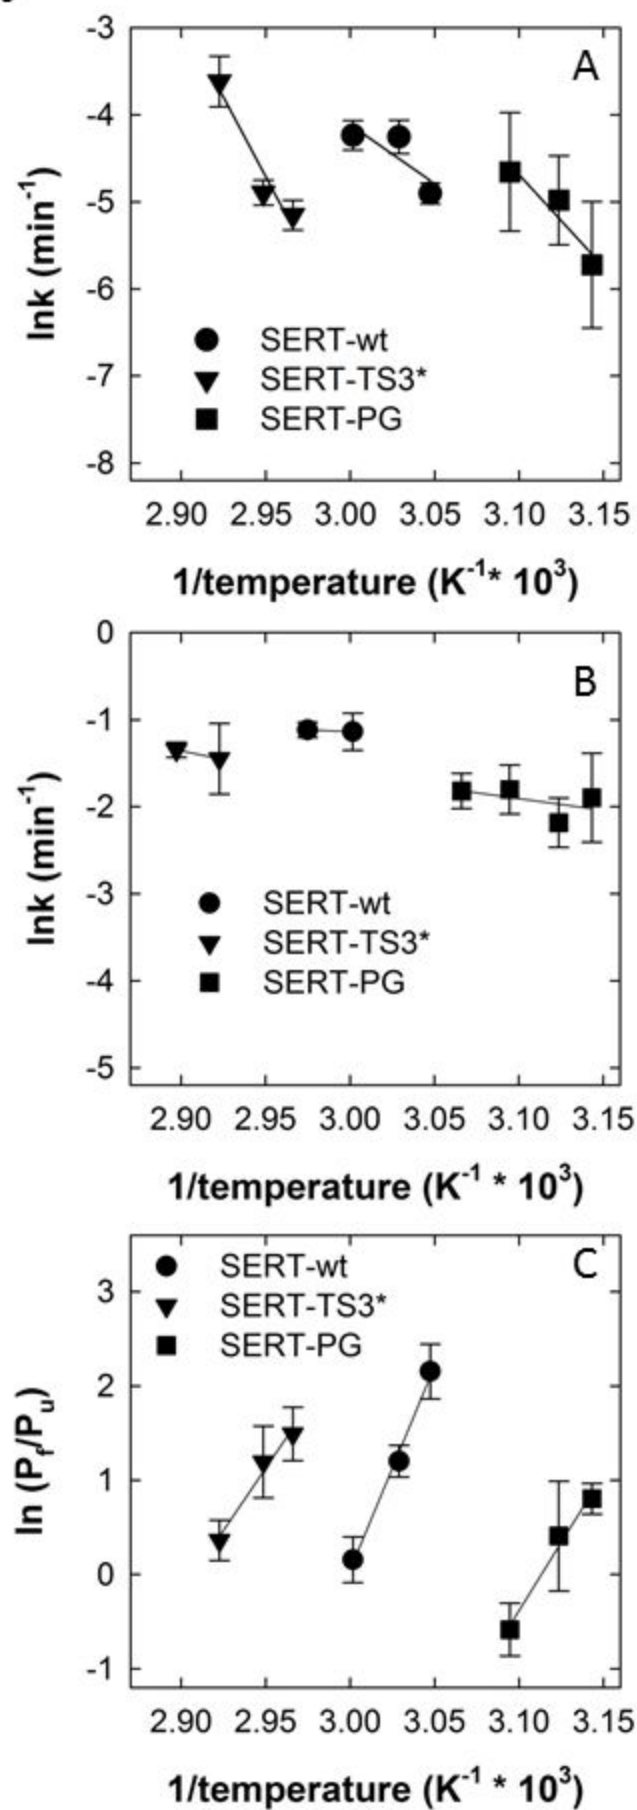 -3
A
-4
-5
-6
-7
-8
lnk (min⁻¹)
SERT-wt
SERT-TS3*
SERT-PG
2.90 2.95 3.00 3.05 3.10 3.15
1/temperature (K⁻¹* 10³)
0
B
-1
-2
-3
-4
-5
lnk (min⁻¹)
SERT-wt
SERT-TS3*
SERT-PG
2.90 2.95 3.00 3.05 3.10 3.15
1/temperature (K⁻¹ * 10³)
SERT-wt
SERT-TS3*
SERT-PG
C
3
2
1
0
-1
ln (P_f/P_u)
2.90 2.95 3.00 3.05 3.10 3.15
1/temperature (K⁻¹ * 10³)